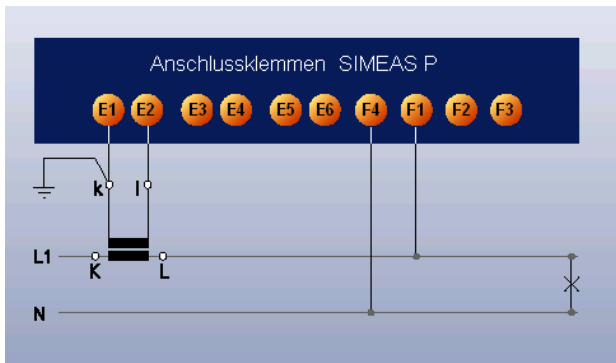 Anschlussklemmen SIMEAS P
E1 E2 E3 E4 E5 E6 F4 F1 F2 F3
k l
L1
K L
N